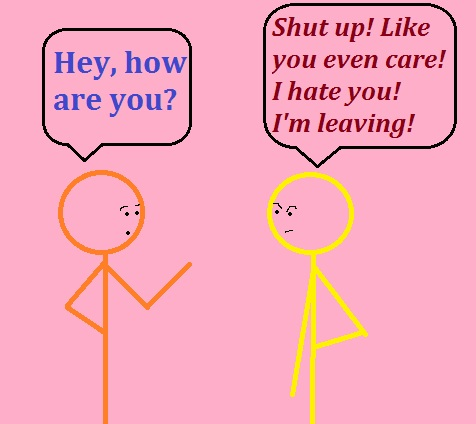 Hey, how
are you?
Shut up! Like
you even care!
I hate you!
I'm leaving!